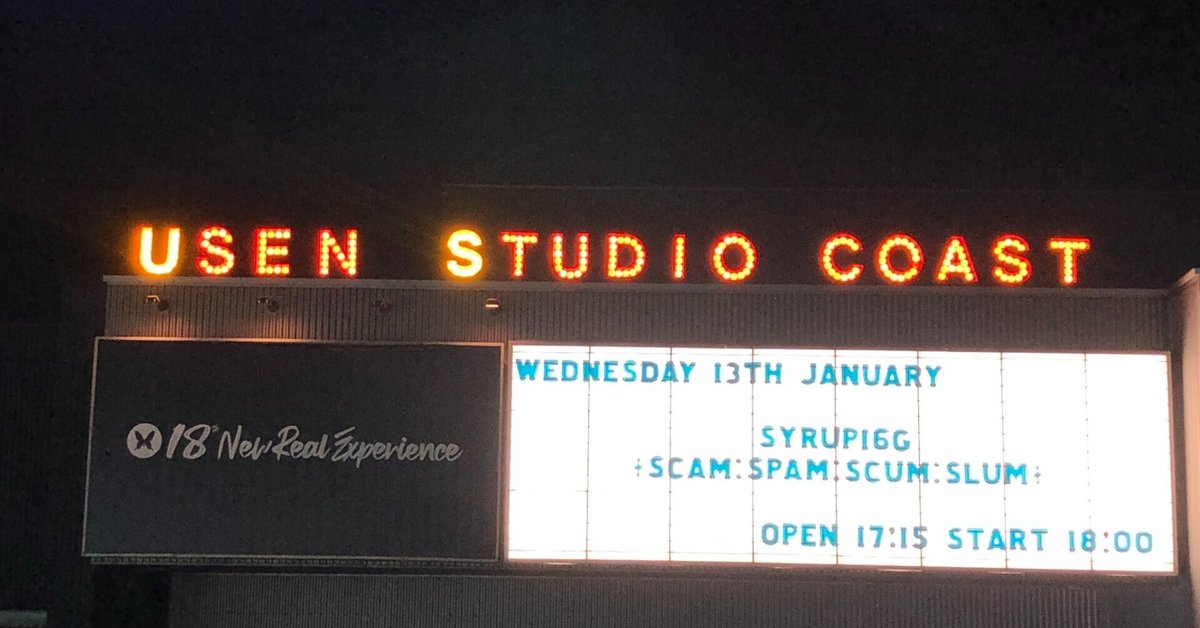 USEN STUDIO COAST
18th New Real Experience
WEDNESDAY 13TH JANUARY
SYRUP16G
+SCAM:SPAM:SCUM:SLUM+
OPEN 17:15 START 18:00